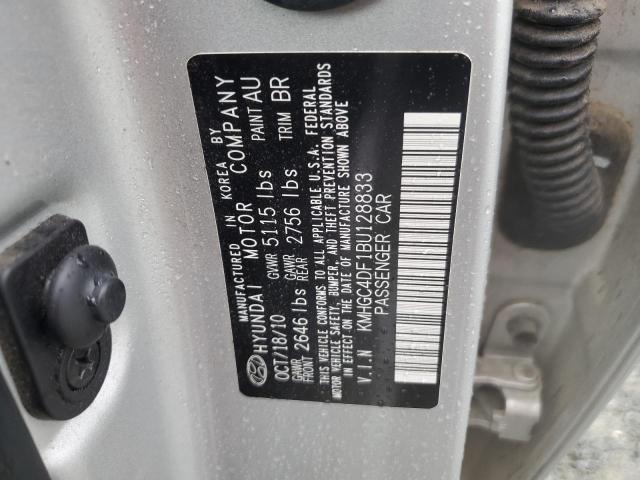 MANUFACTURED IN KOREA BY
HYUNDAI MOTOR COMPANY
OCT/18/10 GVWR 5115 lbs PAINT AU
GAWR FRONT 2646 lbs GAWR REAR 2756 lbs TRIM BR
THIS VEHICLE CONFORMS TO ALL APPLICABLE U.S.A. FEDERAL
MOTOR VEHICLE SAFETY, BUMPER, AND THEFT PREVENTION STANDARDS
IN EFFECT ON THE DATE OF MANUFACTURE SHOWN ABOVE
V.I.N KMHGC4DF1BU128833
PASSENGER CAR